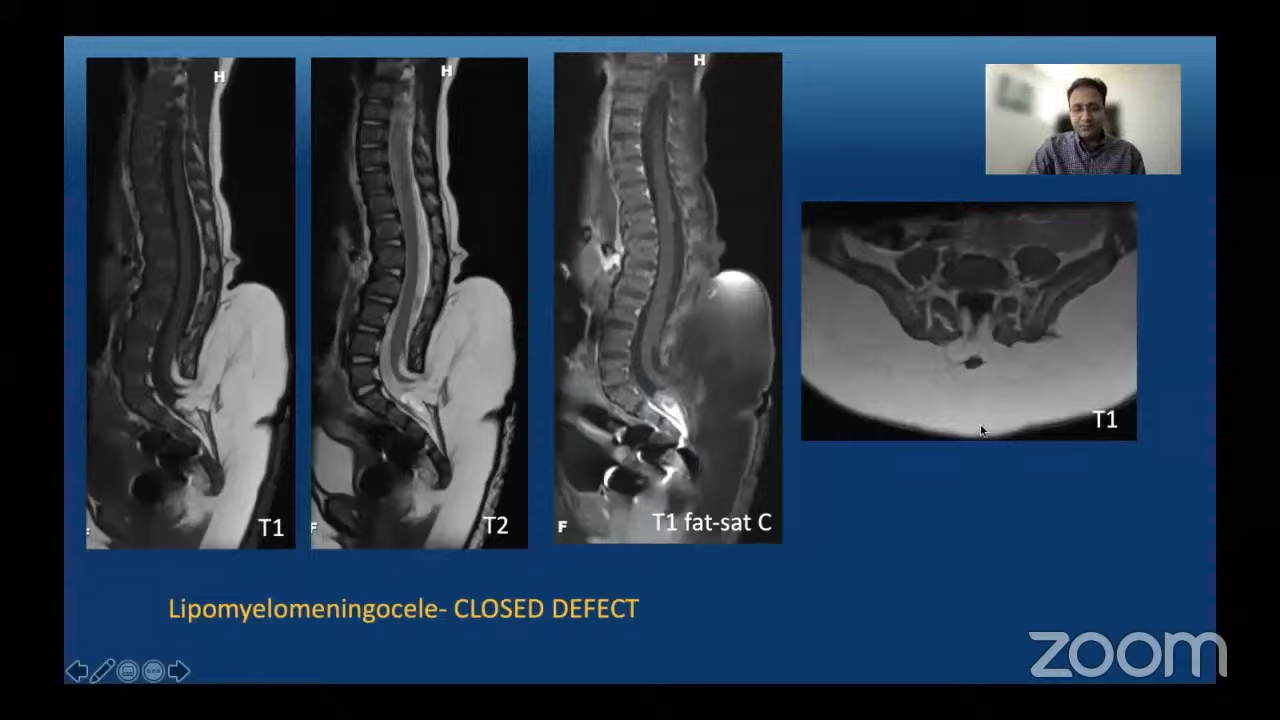 H
H
H
T1
T2
F
T1 fat-sat C
T1
Lipomyelomeningocele- CLOSED DEFECT
zoom